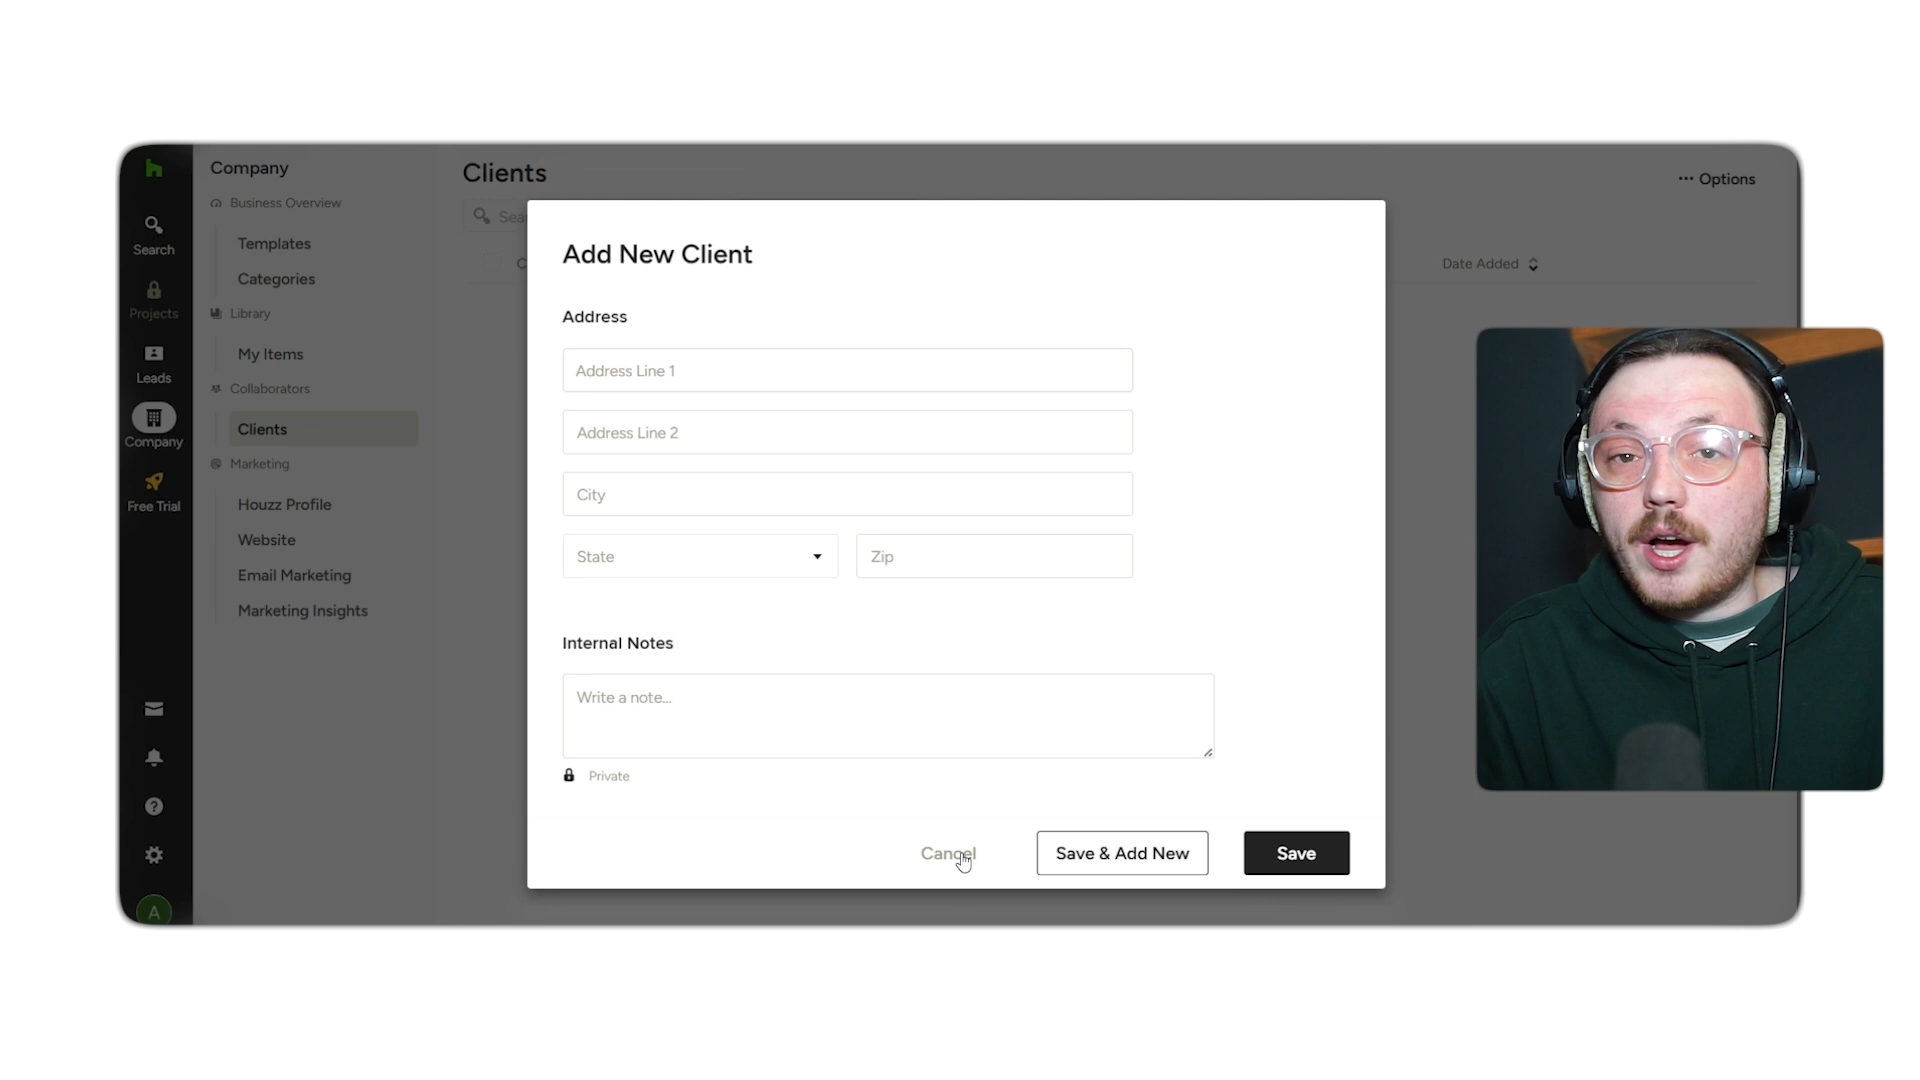 Company
Business Overview
Templates
Categories
Library
My Items
Collaborators
Clients
Marketing
Houzz Profile
Website
Email Marketing
Marketing Insights
Search
Projects
Leads
Company
Free Trial
A
Clients
··· Options
Sea
C
Date Added
Add New Client
Address
Address Line 1
Address Line 2
City
State
Zip
Internal Notes
Write a note...
Private
Cancel
Save & Add New
Save